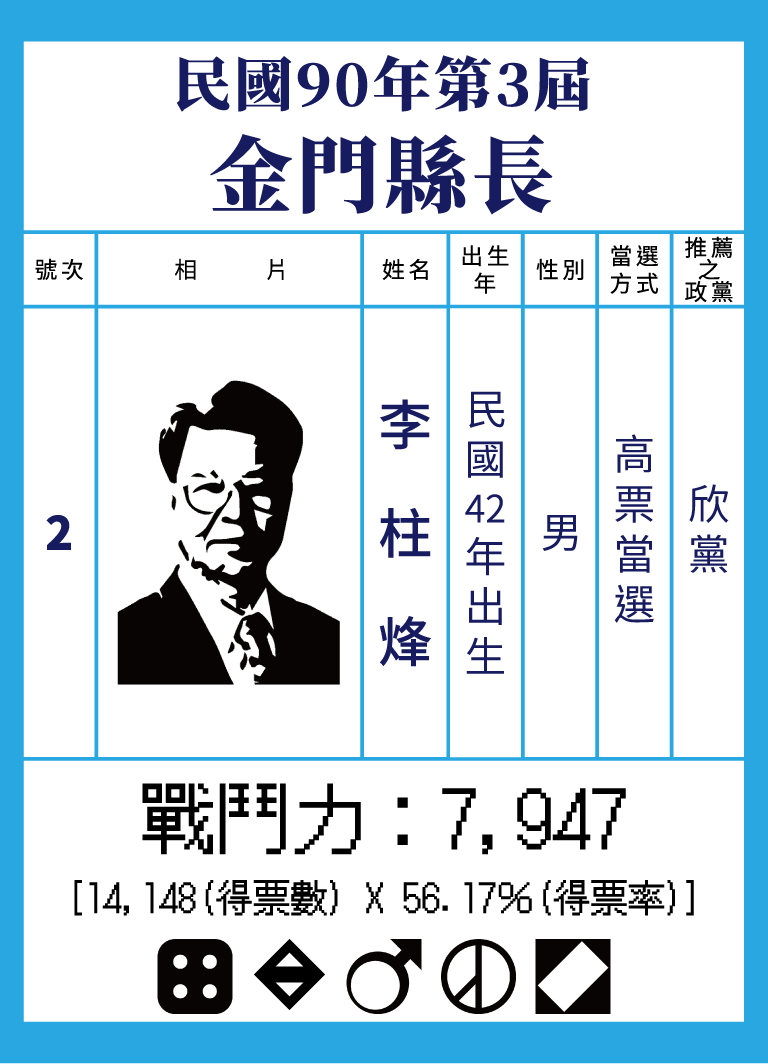 民國90年第3屆
金門縣長
號次
相片
姓名
出生
年
性別
當選
方式
推薦
之
政黨
2
李柱烽
民國42年出生
男
高票當選
欣黨
戰鬥力：7,947
[14,148(得票數) X 56.17%(得票率)]